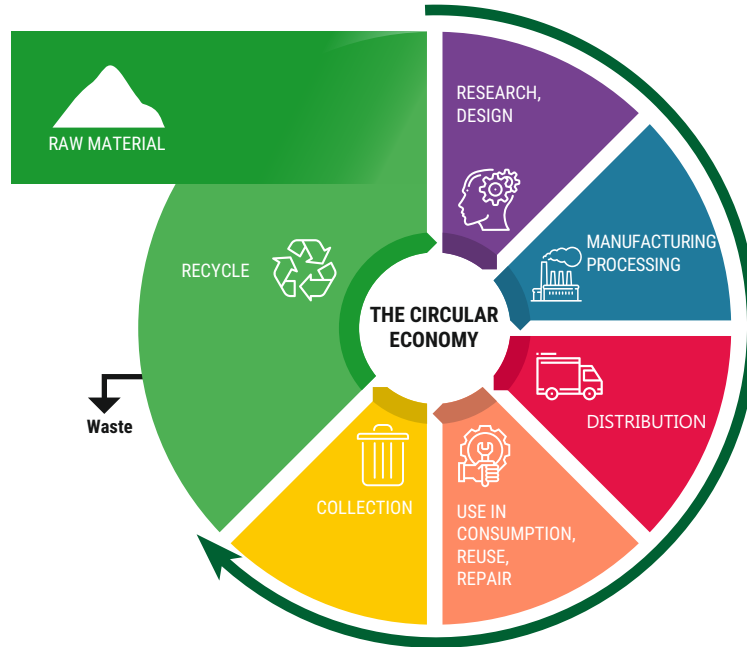 RAW MATERIAL
RESEARCH,
DESIGN
MANUFACTURING
PROCESSING
RECYCLE
THE CIRCULAR
ECONOMY
DISTRIBUTION
Waste
COLLECTION
USE IN
CONSUMPTION,
REUSE,
REPAIR